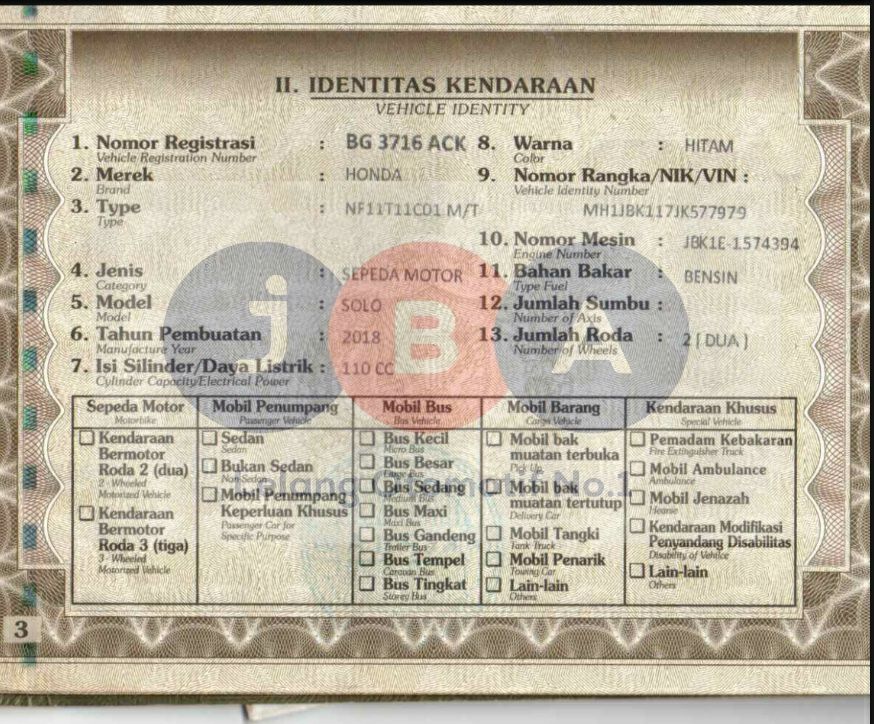 II. IDENTITAS KENDARAAN
VEHICLE IDENTITY
1. Nomor Registrasi : BG 3716 ACK
Vehicle Registration Number
2. Merek : HONDA
Brand
3. Type : NF11T11C01 M/T
Type
4. Jenis : SEPEDA MOTOR
Category
5. Model : SOLO
Model
6. Tahun Pembuatan : 2018
Manufacture Year
7. Isi Silinder/Daya Listrik : 110 CC
Cylinder Capacity/Electrical Power
8. Warna : HITAM
Color
9. Nomor Rangka/NIK/VIN :
Vehicle Identity Number
MH1JBK117JK577979
10. Nomor Mesin : JBK1E-1574394
Engine Number
11. Bahan Bakar : BENSIN
Type Fuel
12. Jumlah Sumbu :
Number of Axis
13. Jumlah Roda : 2 ( DUA )
Number of Wheels
JBA
Lelang Otomotif No.1
Sepeda Motor
Motorbike
Kendaraan
Bermotor
Roda 2 (dua)
2 - Wheeled
Motorized Vehicle
Kendaraan
Bermotor
Roda 3 (tiga)
3 - Wheeled
Motorized Vehicle
Mobil Penumpang
Passenger Vehicle
Sedan
Sedan
Bukan Sedan
Non Sedan
Mobil Penumpang
Keperluan Khusus
Passenger Car for
Specific Purpose
Mobil Bus
Bus Vehicle
Bus Kecil
Micro Bus
Bus Besar
Large Bus
Bus Sedang
Medium Bus
Bus Maxi
Maxi Bus
Bus Gandeng
Trailer Bus
Bus Tempel
Caravan Bus
Bus Tingkat
Storey Bus
Mobil Barang
Cargo Vehicle
Mobil bak
muatan terbuka
Pick Up
Mobil bak
muatan tertutup
Delivery Car
Mobil Tangki
Tank Truck
Mobil Penarik
Towing Car
Lain-lain
Others
Kendaraan Khusus
Special Vehicle
Pemadam Kebakaran
Fire Extinguisher Truck
Mobil Ambulance
Ambulance
Mobil Jenazah
Hearse
Kendaraan Modifikasi
Penyandang Disabilitas
Disability of Vehilce
Lain-lain
Others
3